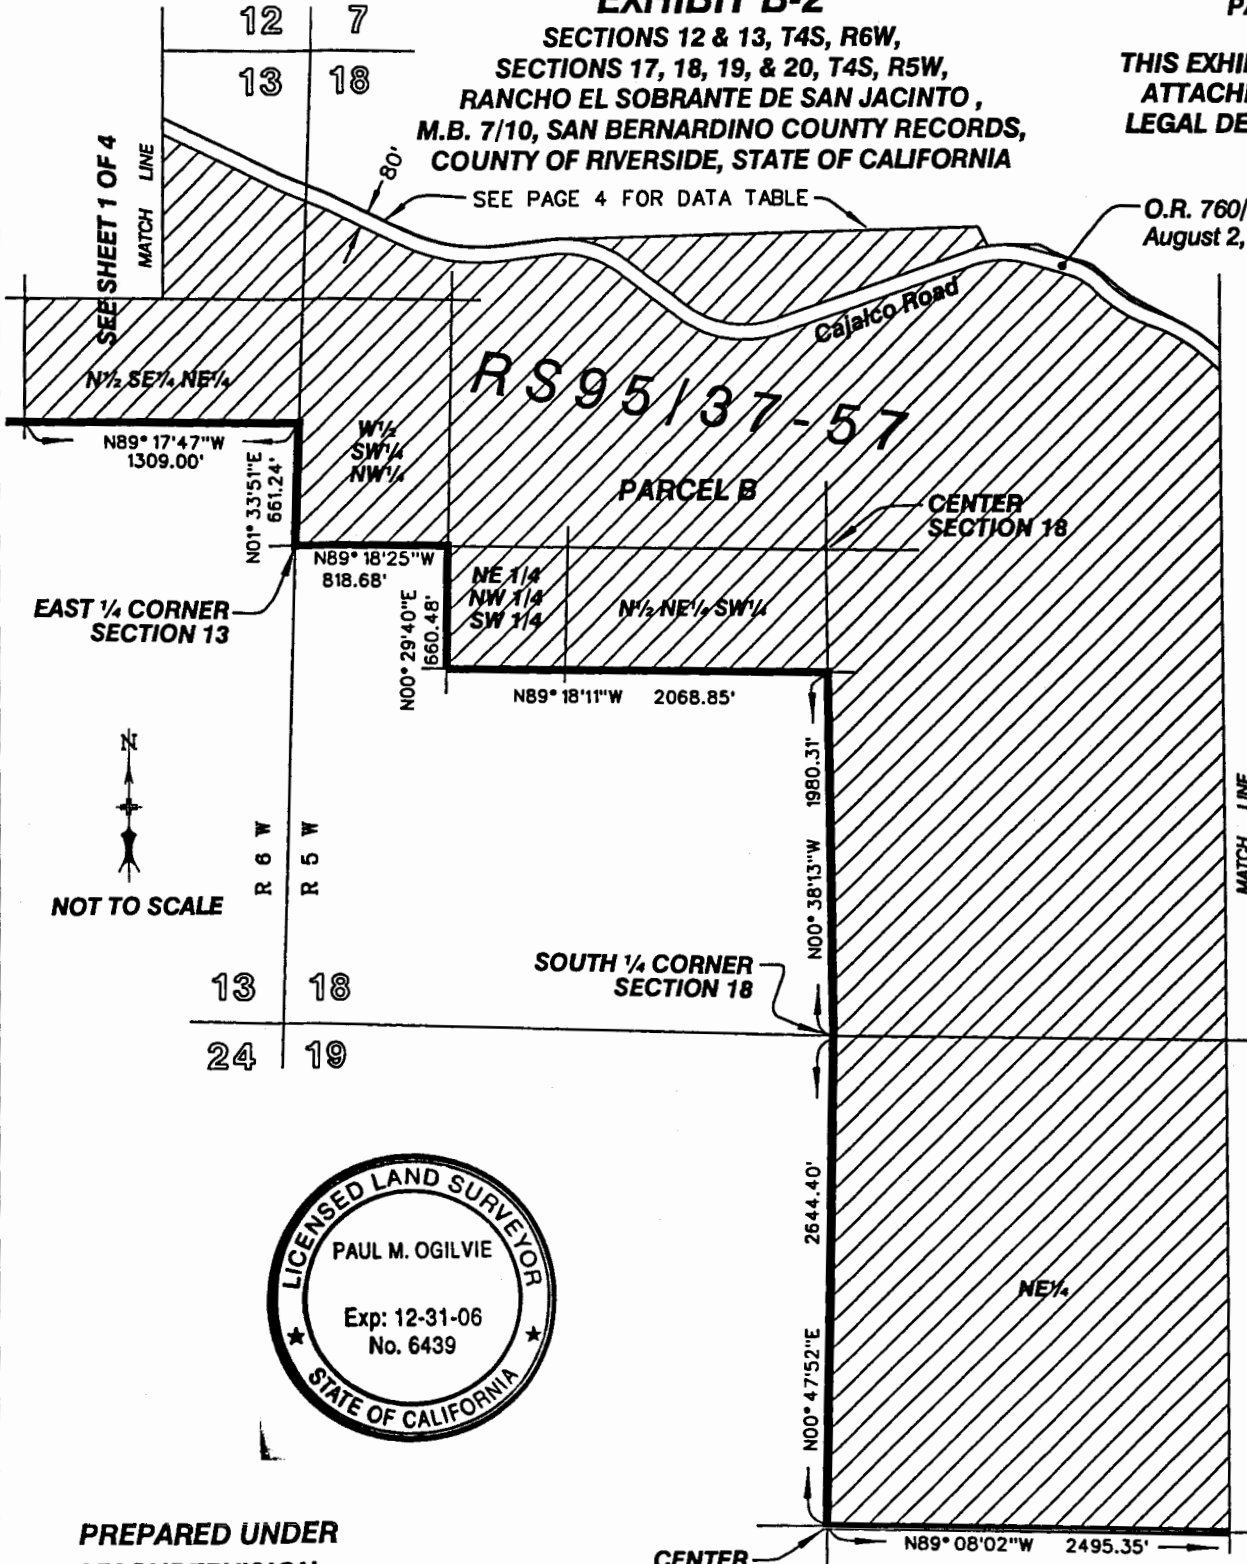 EXHIBIT B-2
SECTIONS 12 & 13, T4S, R6W,
SECTIONS 17, 18, 19, & 20, T4S, R5W,
RANCHO EL SOBRANTE DE SAN JACINTO ,
M.B. 7/10, SAN BERNARDINO COUNTY RECORDS,
COUNTY OF RIVERSIDE, STATE OF CALIFORNIA
THIS EXHI
ATTACH
LEGAL DE
12 7
13 18
SEE SHEET 1 OF 4
MATCH LINE
80'
SEE PAGE 4 FOR DATA TABLE
O.R. 760/
August 2,
Cajalco Road
RS95/37-57
N½ SE¼ NE¼
N89° 17'47"W
1309.00'
W½
SW¼
NW¼
PARCEL B
N01° 33'51"E
661.24'
CENTER
SECTION 18
N89° 18'25"W
818.68'
NE 1/4
NW 1/4
SW 1/4
N½ NE¼ SW¼
EAST ¼ CORNER
SECTION 13
N00° 29'40"E
660.48'
N89° 18'11"W 2068.85'
N
NOT TO SCALE
R 6 W
R 5 W
N00° 38'13"W 1980.31'
MATCH LINE
SOUTH ¼ CORNER
SECTION 18
13 18
24 19
LICENSED LAND SURVEYOR
PAUL M. OGILVIE
Exp: 12-31-06
No. 6439
STATE OF CALIFORNIA
N00° 47'52"E 2644.40'
NE¼
PREPARED UNDER
CENTER
N89° 08'02"W 2495.35'